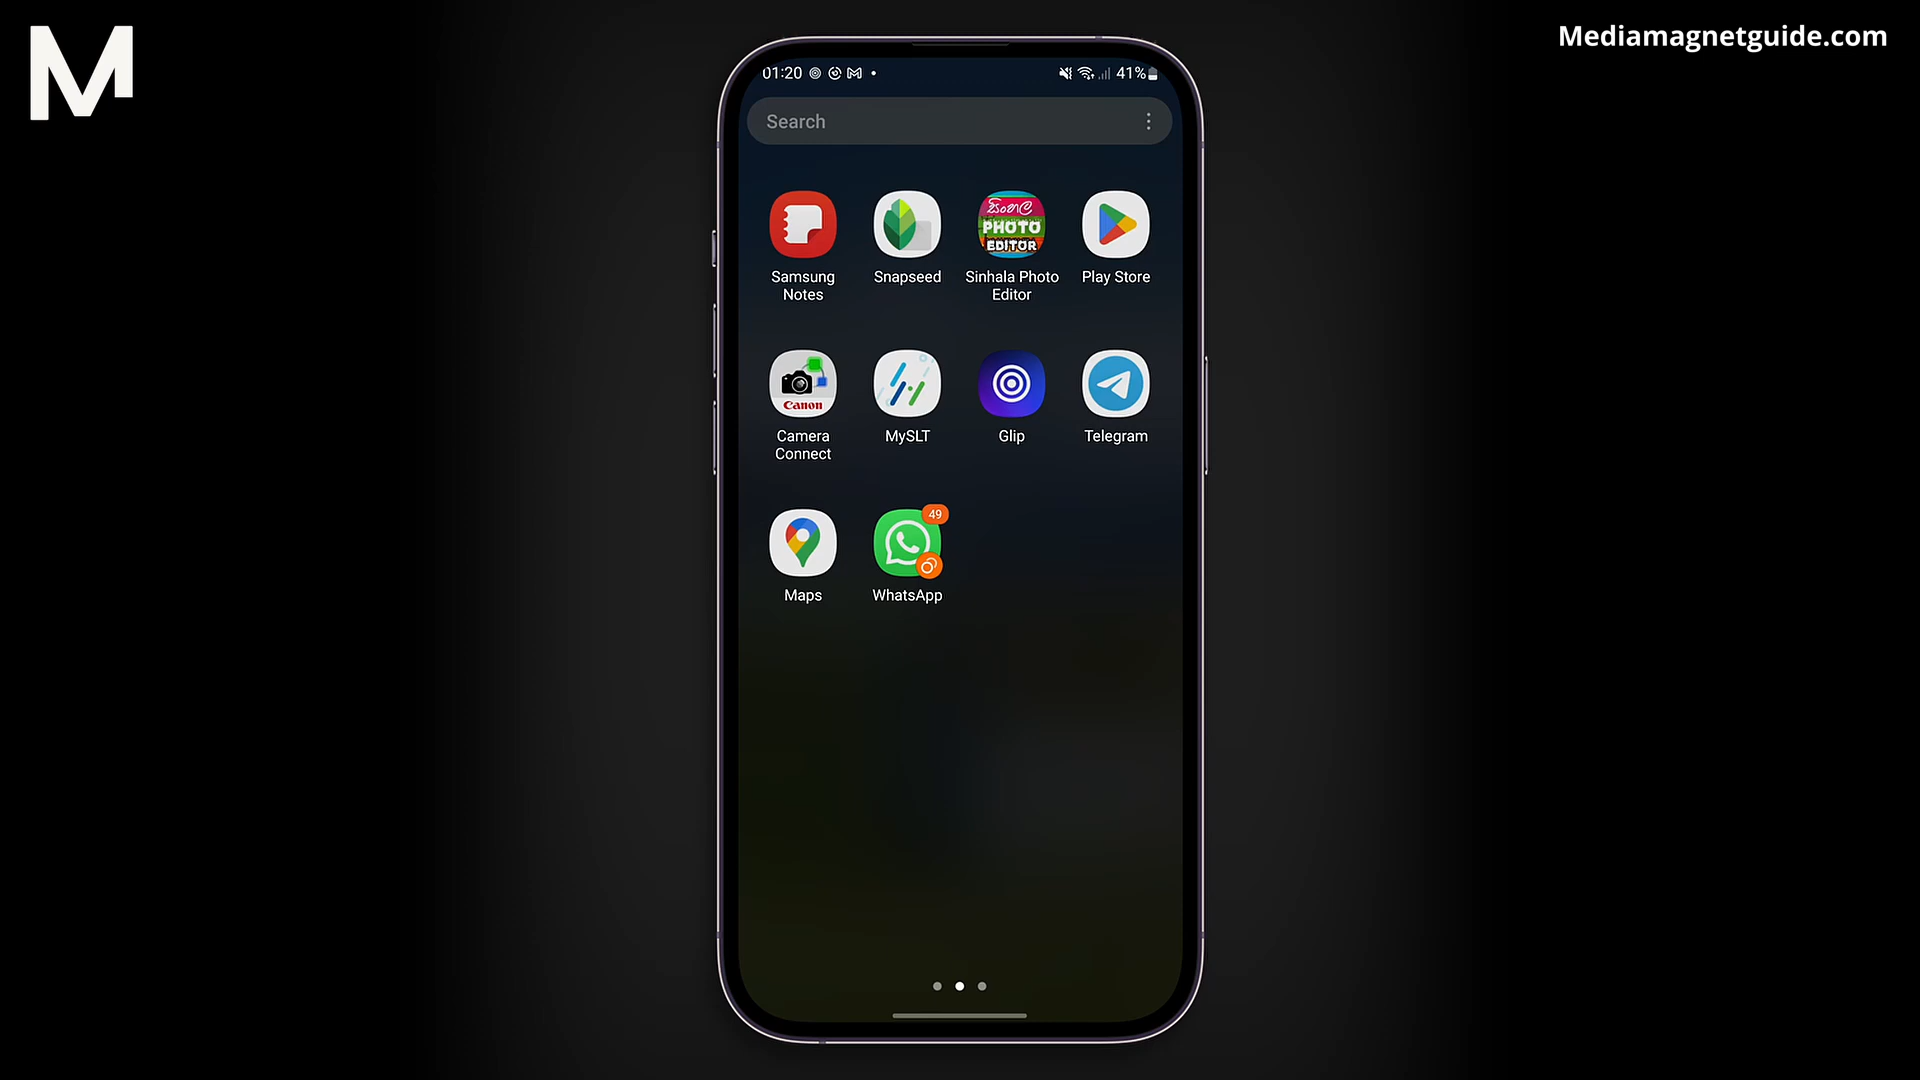 M
Mediamagnetguide.com
01:20
41%
Search
Samsung
Notes
Snapseed
සිංහල
PHOTO
EDITOR
Sinhala Photo
Editor
Play Store
Canon
Camera
Connect
MySLT
Glip
Telegram
Maps
49
WhatsApp